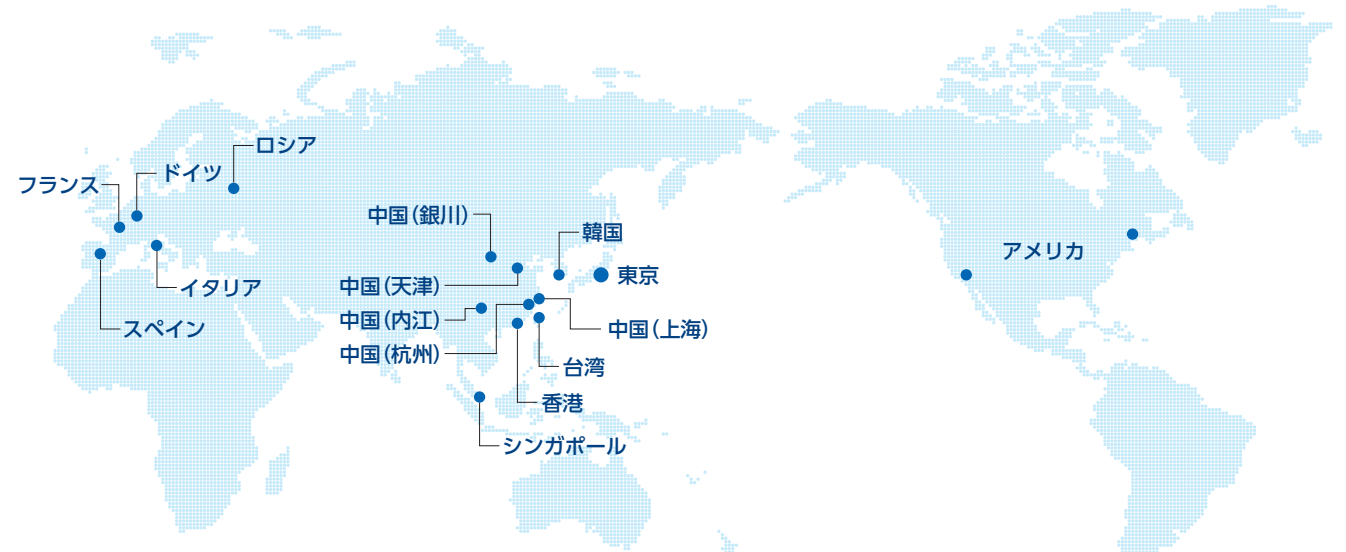 ロシア
ドイツ
フランス
中国（銀川）
韓国
アメリカ
東京
中国（天津）
イタリア
中国（内江）
スペイン
中国（上海）
中国（杭州）
台湾
香港
シンガポール